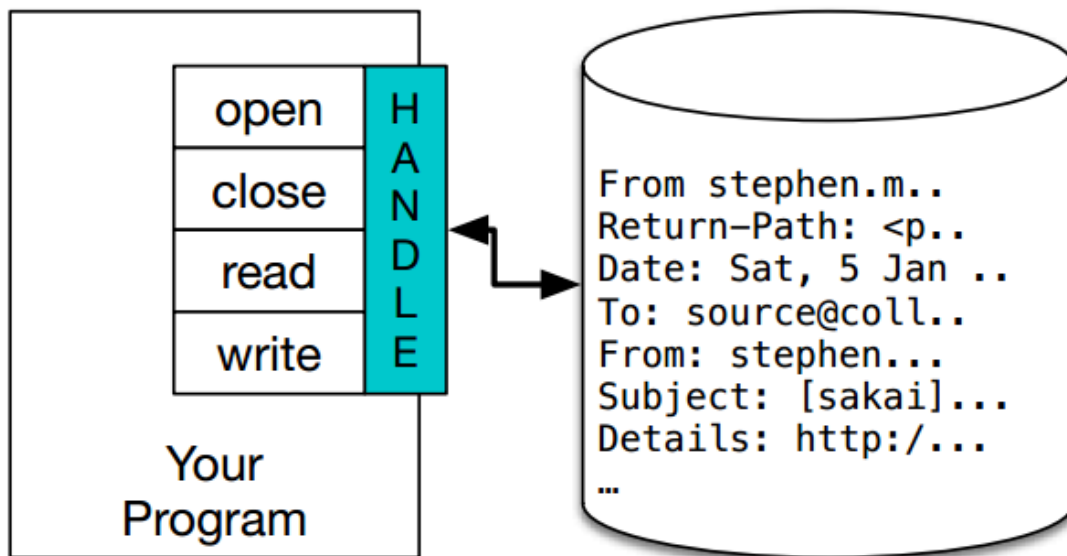 open
close
read
write
HANDLE
Your
Program
From stephen.m..
Return-Path: <p..
Date: Sat, 5 Jan ..
To: source@coll..
From: stephen...
Subject: [sakai]...
Details: http:/...
…